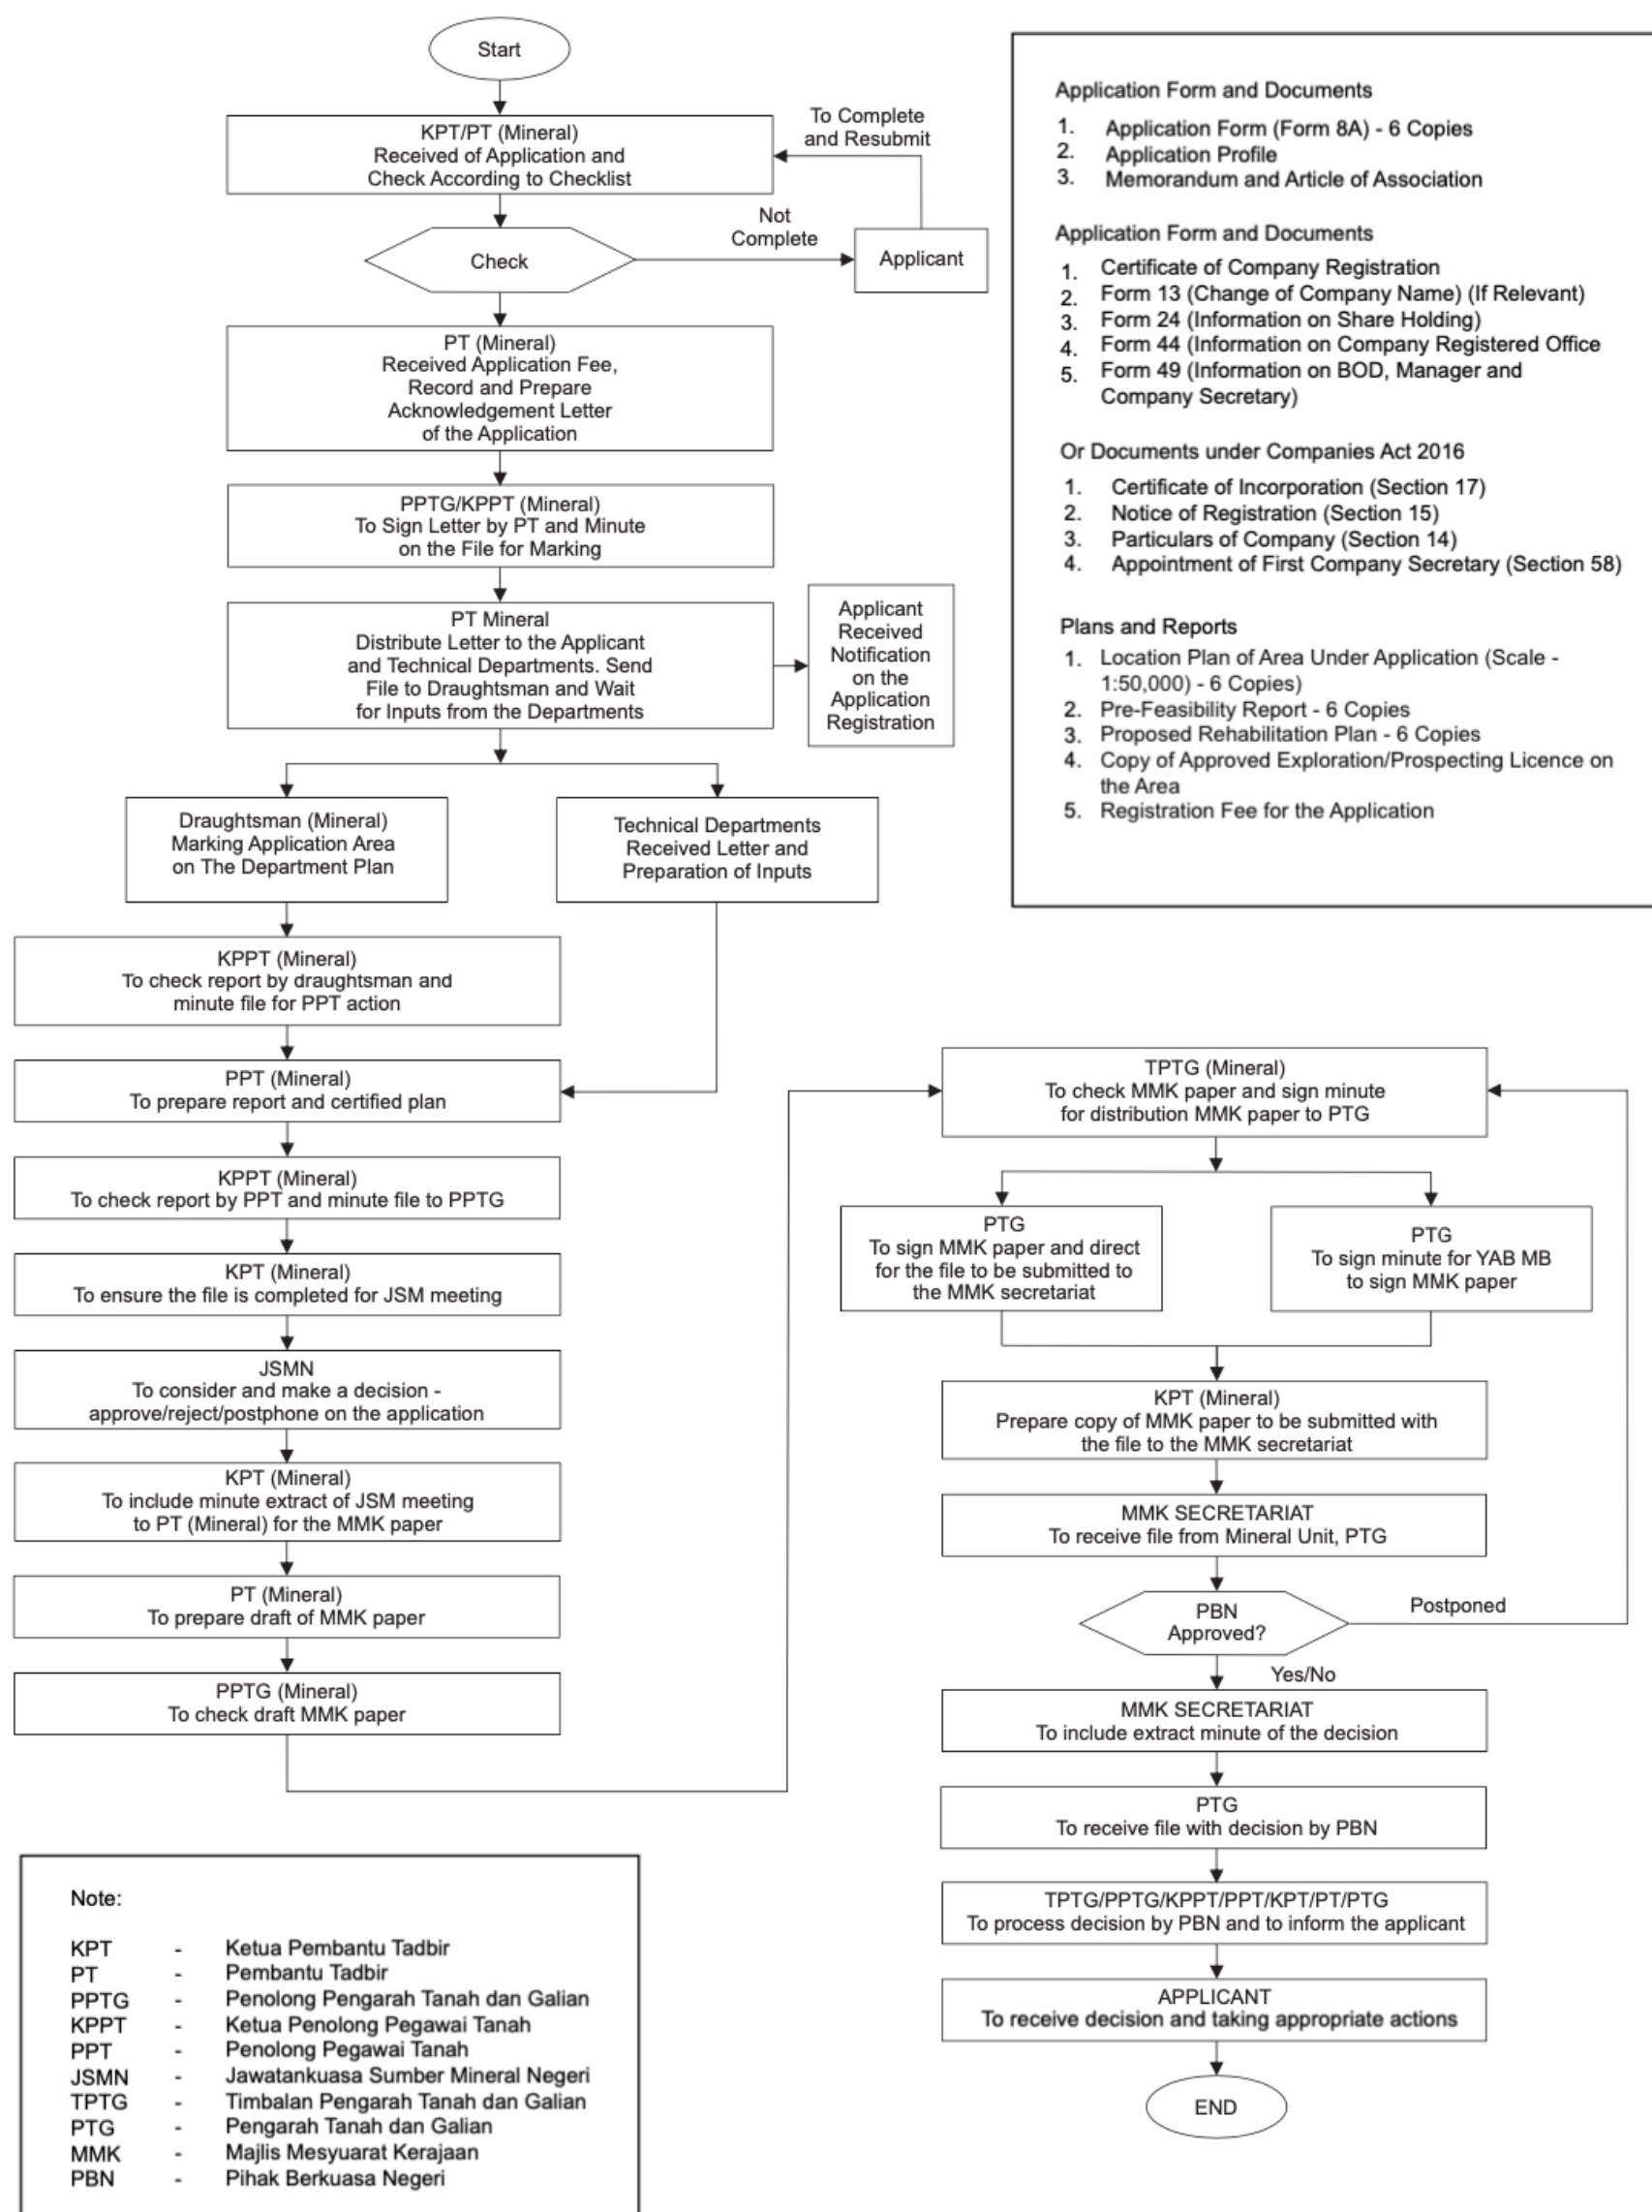 Start
KPT/PT (Mineral)
Received of Application and
Check According to Checklist
To Complete
and Resubmit
Check
Not
Complete
Applicant
PT (Mineral)
Received Application Fee,
Record and Prepare
Acknowledgement Letter
of the Application
PPTG/KPPT (Mineral)
To Sign Letter by PT and Minute
on the File for Marking
PT Mineral
Distribute Letter to the Applicant
and Technical Departments. Send
File to Draughtsman and Wait
for Inputs from the Departments
Applicant
Received
Notification
on the
Application
Registration
Draughtsman (Mineral)
Marking Application Area
on The Department Plan
Technical Departments
Received Letter and
Preparation of Inputs
KPPT (Mineral)
To check report by draughtsman and
minute file for PPT action
PPT (Mineral)
To prepare report and certified plan
KPPT (Mineral)
To check report by PPT and minute file to PPTG
KPT (Mineral)
To ensure the file is completed for JSM meeting
JSMN
To consider and make a decision -
approve/reject/postphone on the application
KPT (Mineral)
To include minute extract of JSM meeting
to PT (Mineral) for the MMK paper
PT (Mineral)
To prepare draft of MMK paper
PPTG (Mineral)
To check draft MMK paper
Application Form and Documents
1. Application Form (Form 8A) - 6 Copies
2. Application Profile
3. Memorandum and Article of Association
Application Form and Documents
1. Certificate of Company Registration
2. Form 13 (Change of Company Name) (If Relevant)
3. Form 24 (Information on Share Holding)
4. Form 44 (Information on Company Registered Office
5. Form 49 (Information on BOD, Manager and
Company Secretary)
Or Documents under Companies Act 2016
1. Certificate of Incorporation (Section 17)
2. Notice of Registration (Section 15)
3. Particulars of Company (Section 14)
4. Appointment of First Company Secretary (Section 58)
Plans and Reports
1. Location Plan of Area Under Application (Scale -
1:50,000) - 6 Copies)
2. Pre-Feasibility Report - 6 Copies
3. Proposed Rehabilitation Plan - 6 Copies
4. Copy of Approved Exploration/Prospecting Licence on
the Area
5. Registration Fee for the Application
TPTG (Mineral)
To check MMK paper and sign minute
for distribution MMK paper to PTG
PTG
To sign MMK paper and direct
for the file to be submitted to
the MMK secretariat
PTG
To sign minute for YAB MB
to sign MMK paper
KPT (Mineral)
Prepare copy of MMK paper to be submitted with
the file to the MMK secretariat
MMK SECRETARIAT
To receive file from Mineral Unit, PTG
PBN
Approved?
Postponed
Yes/No
MMK SECRETARIAT
To include extract minute of the decision
PTG
To receive file with decision by PBN
TPTG/PPTG/KPPT/PPT/KPT/PT/PTG
To process decision by PBN and to inform the applicant
APPLICANT
To receive decision and taking appropriate actions
END
Note:
KPT - Ketua Pembantu Tadbir
PT - Pembantu Tadbir
PPTG - Penolong Pengarah Tanah dan Galian
KPPT - Ketua Penolong Pegawai Tanah
PPT - Penolong Pegawai Tanah
JSMN - Jawatankuasa Sumber Mineral Negeri
TPTG - Timbalan Pengarah Tanah dan Galian
PTG - Pengarah Tanah dan Galian
MMK - Majlis Mesyuarat Kerajaan
PBN - Pihak Berkuasa Negeri